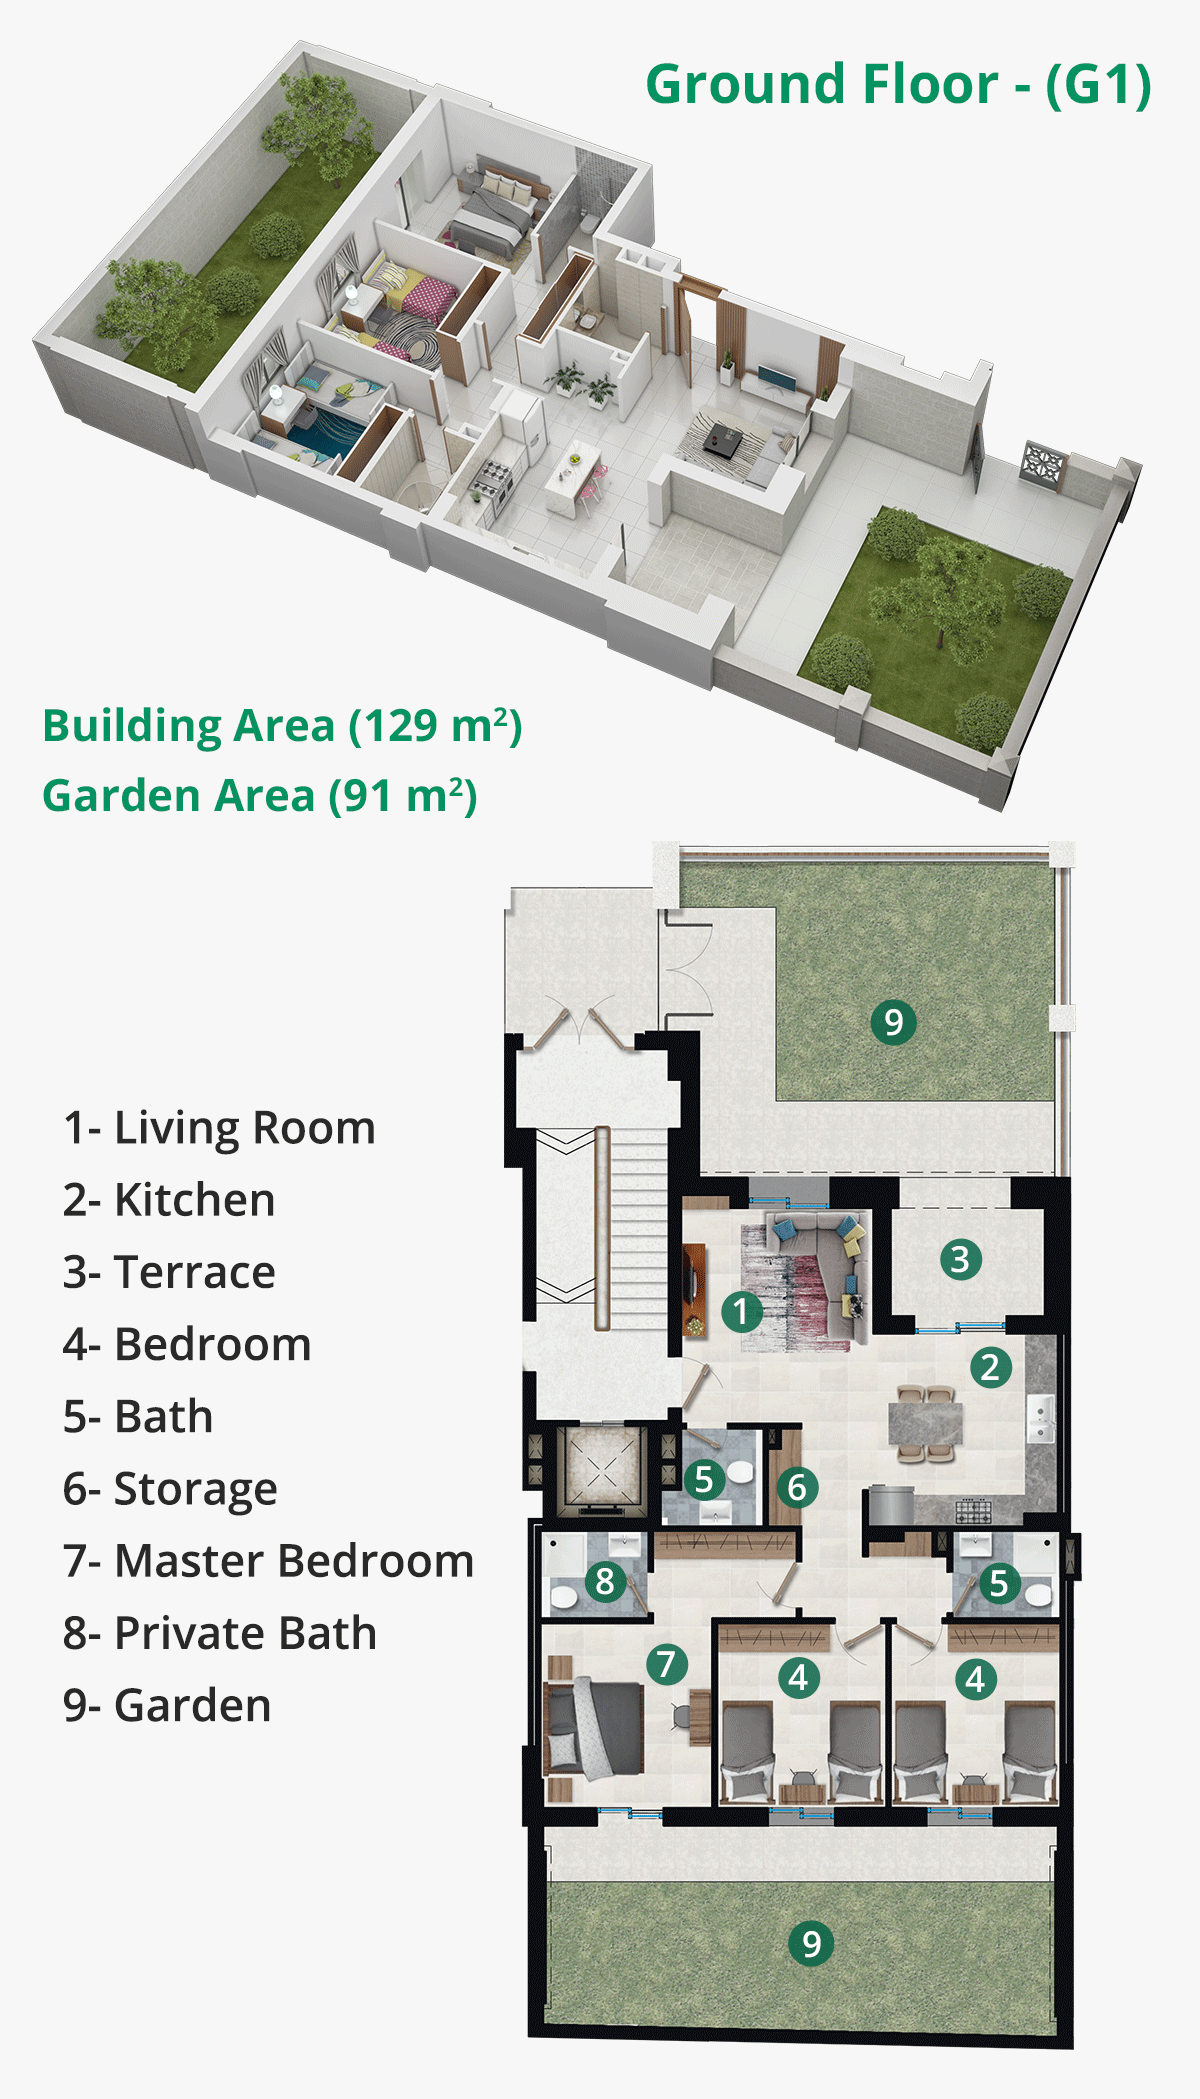 Ground Floor - (G1)
Building Area (129 m²)
Garden Area (91 m²)
9
1- Living Room
2- Kitchen
3- Terrace
4- Bedroom
5- Bath
6- Storage
7- Master Bedroom
8- Private Bath
9- Garden
3
1
2
5
6
8
5
7
4
4
9